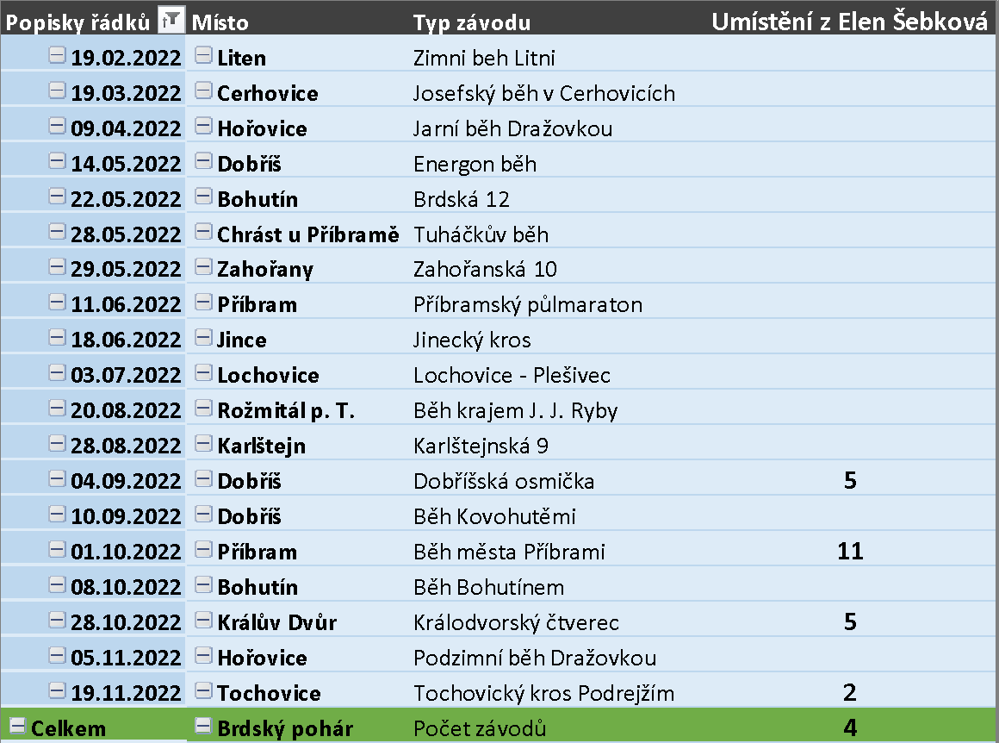 Popisky řádků Místo Typ závodu Umístění z Elen Šebková
19.02.2022 Liten Zimni beh Litni
19.03.2022 Cerhovice Josefský běh v Cerhovicích
09.04.2022 Hořovice Jarní běh Dražovkou
14.05.2022 Dobříš Energon běh
22.05.2022 Bohutín Brdská 12
28.05.2022 Chrást u Příbramě Tuháčkův běh
29.05.2022 Zahořany Zahořanská 10
11.06.2022 Příbram Příbramský půlmaraton
18.06.2022 Jince Jinecký kros
03.07.2022 Lochovice Lochovice - Plešivec
20.08.2022 Rožmitál p. T. Běh krajem J. J. Ryby
28.08.2022 Karlštejn Karlštejnská 9
04.09.2022 Dobříš Dobříšská osmička 5
10.09.2022 Dobříš Běh Kovohutěmi
01.10.2022 Příbram Běh města Příbrami 11
08.10.2022 Bohutín Běh Bohutínem
28.10.2022 Králův Dvůr Králodvorský čtverec 5
05.11.2022 Hořovice Podzimní běh Dražovkou
19.11.2022 Tochovice Tochovický kros Podrejžím 2
Celkem Brdský pohár Počet závodů 4